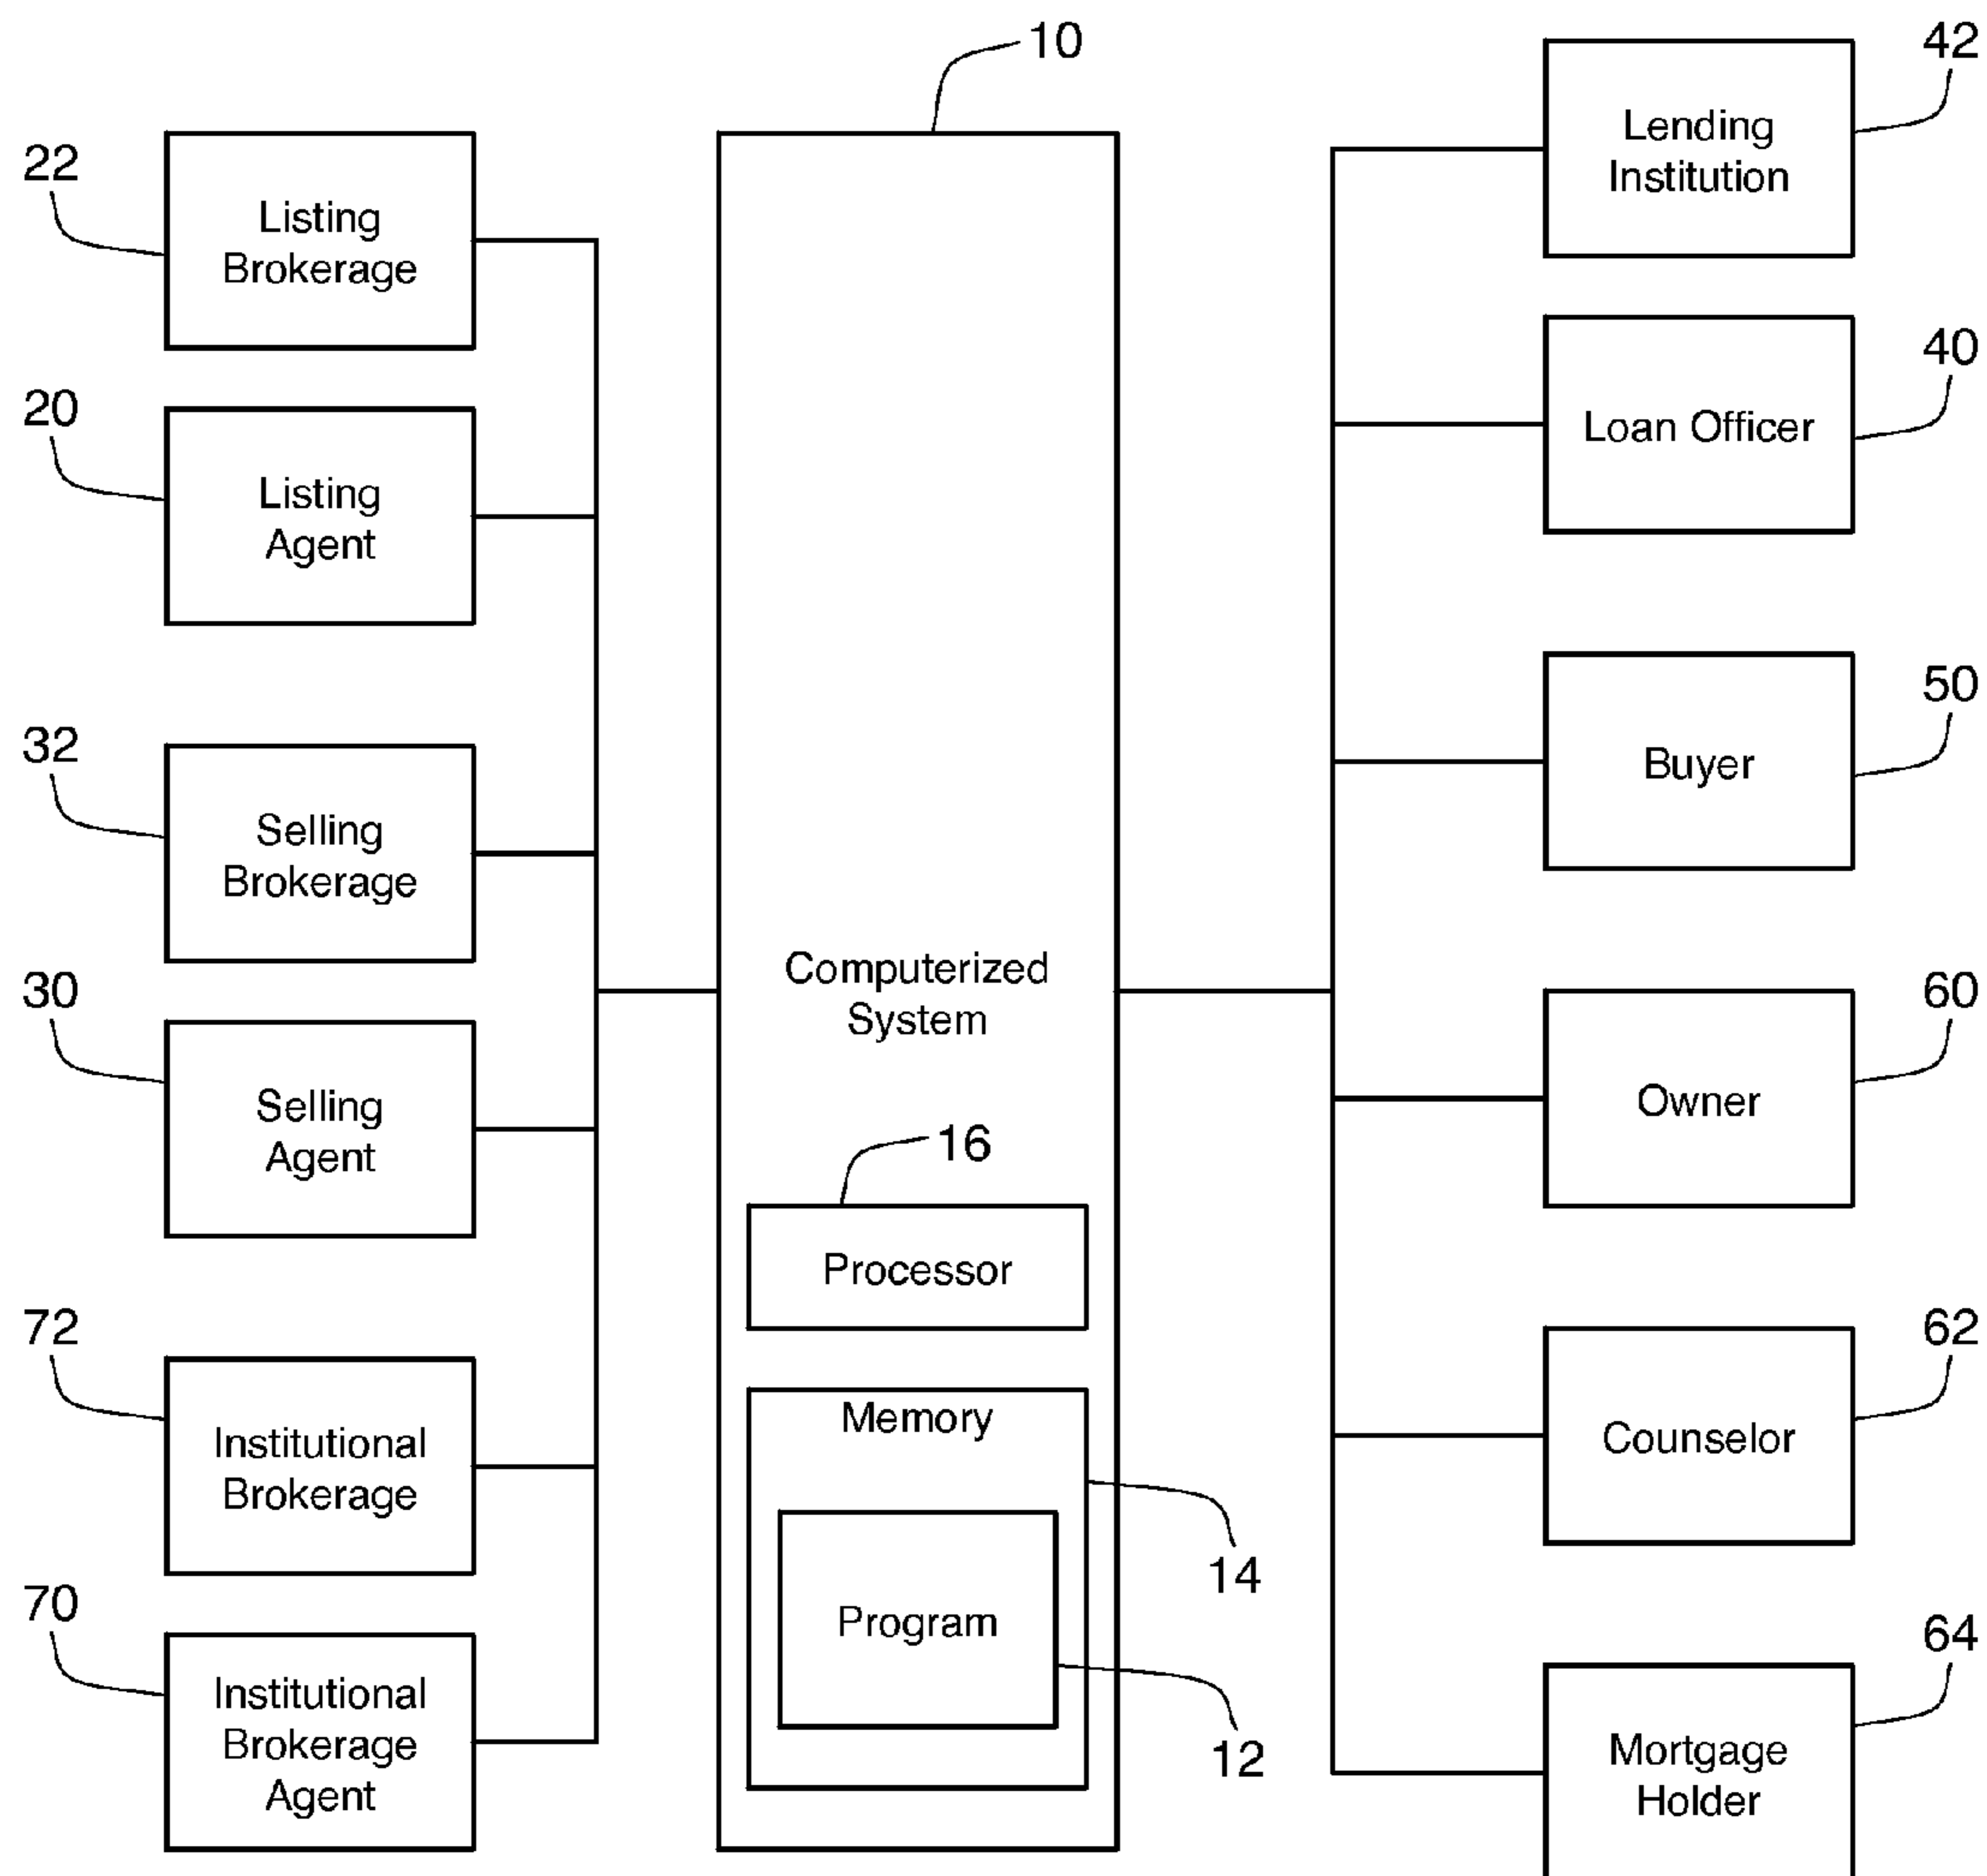 10
42
Lending
Institution
22
Listing
Brokerage
40
Loan Officer
20
Listing
Agent
50
Buyer
32
Selling
Brokerage
Computerized
System
60
Owner
30
Selling
Agent
16
Processor
62
Counselor
72
Institutional
Brokerage
Memory
14
Program
12
70
Institutional
Brokerage
Agent
64
Mortgage
Holder